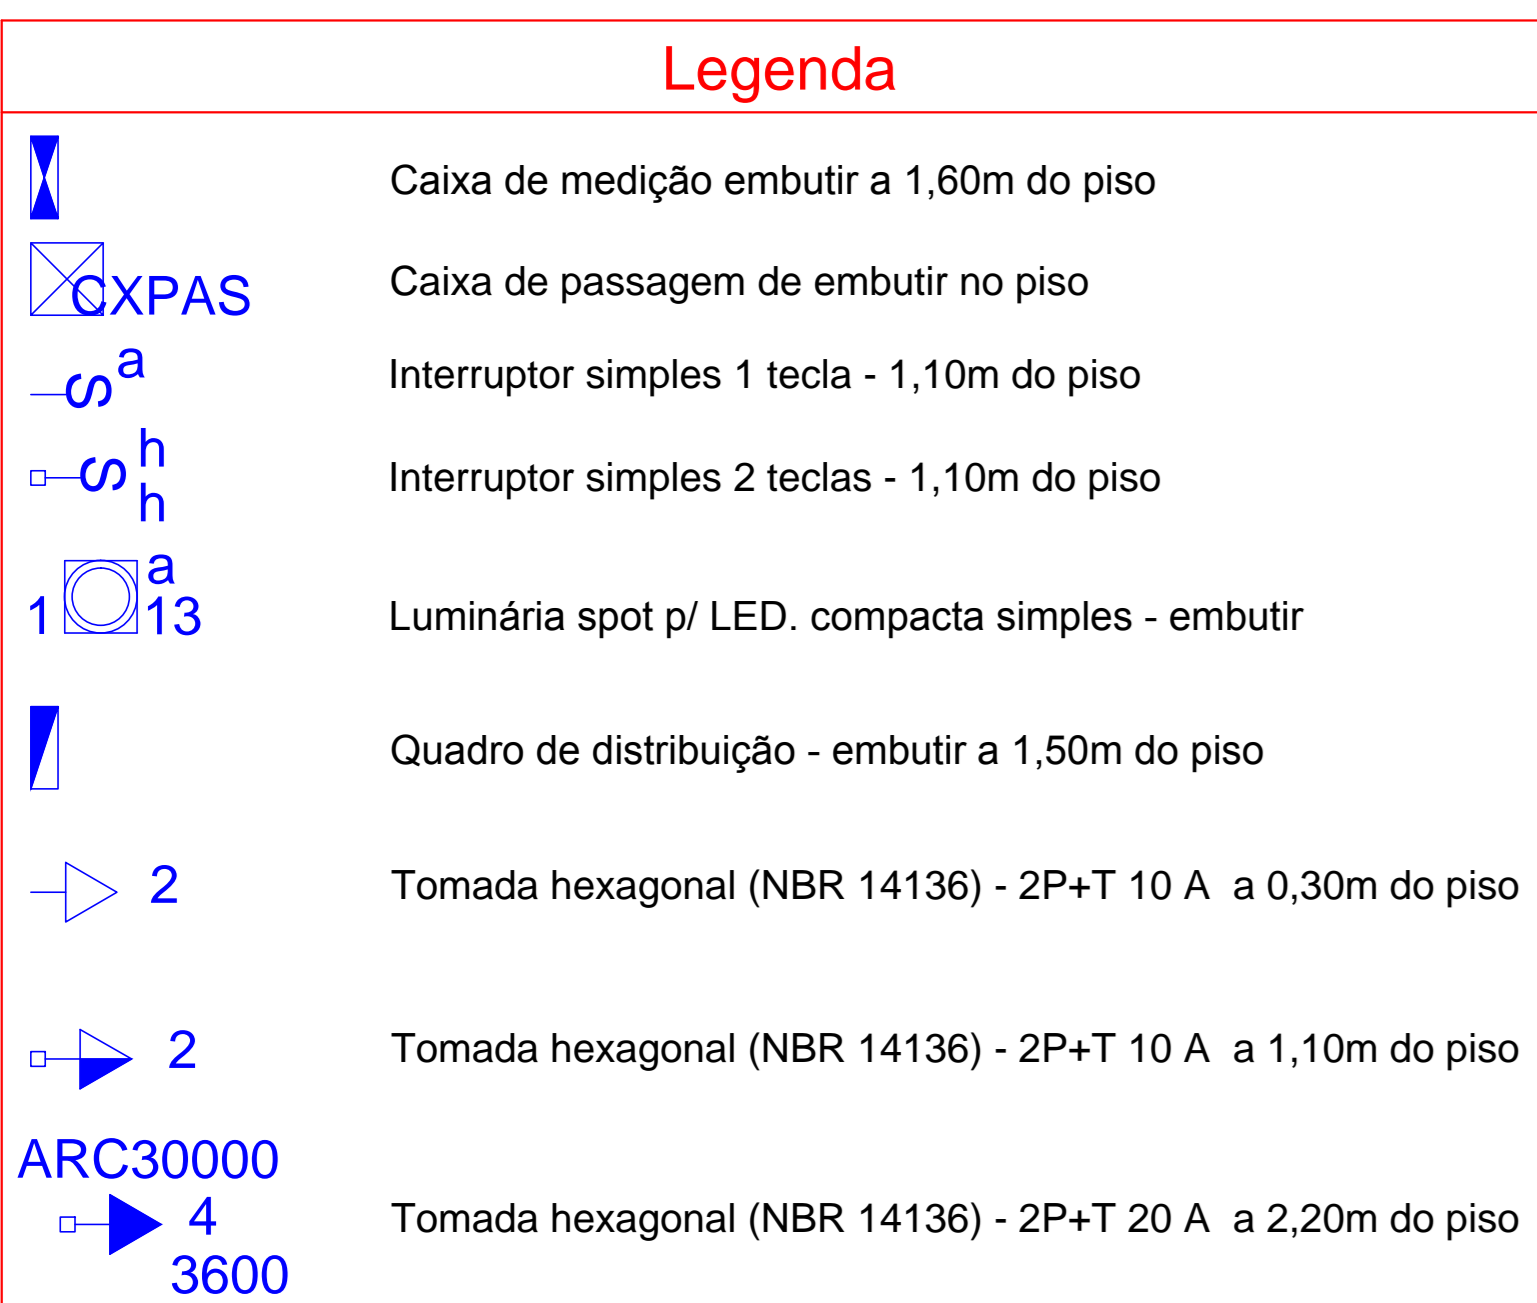 Legenda
Caixa de medição embutir a 1,60m do piso
CXPAS
Caixa de passagem de embutir no piso
S a
Interruptor simples 1 tecla - 1,10m do piso
S h
h
Interruptor simples 2 teclas - 1,10m do piso
a
1 13
Luminária spot p/ LED. compacta simples - embutir
Quadro de distribuição - embutir a 1,50m do piso
2
Tomada hexagonal (NBR 14136) - 2P+T 10 A a 0,30m do piso
2
Tomada hexagonal (NBR 14136) - 2P+T 10 A a 1,10m do piso
ARC30000
4
3600
Tomada hexagonal (NBR 14136) - 2P+T 20 A a 2,20m do piso